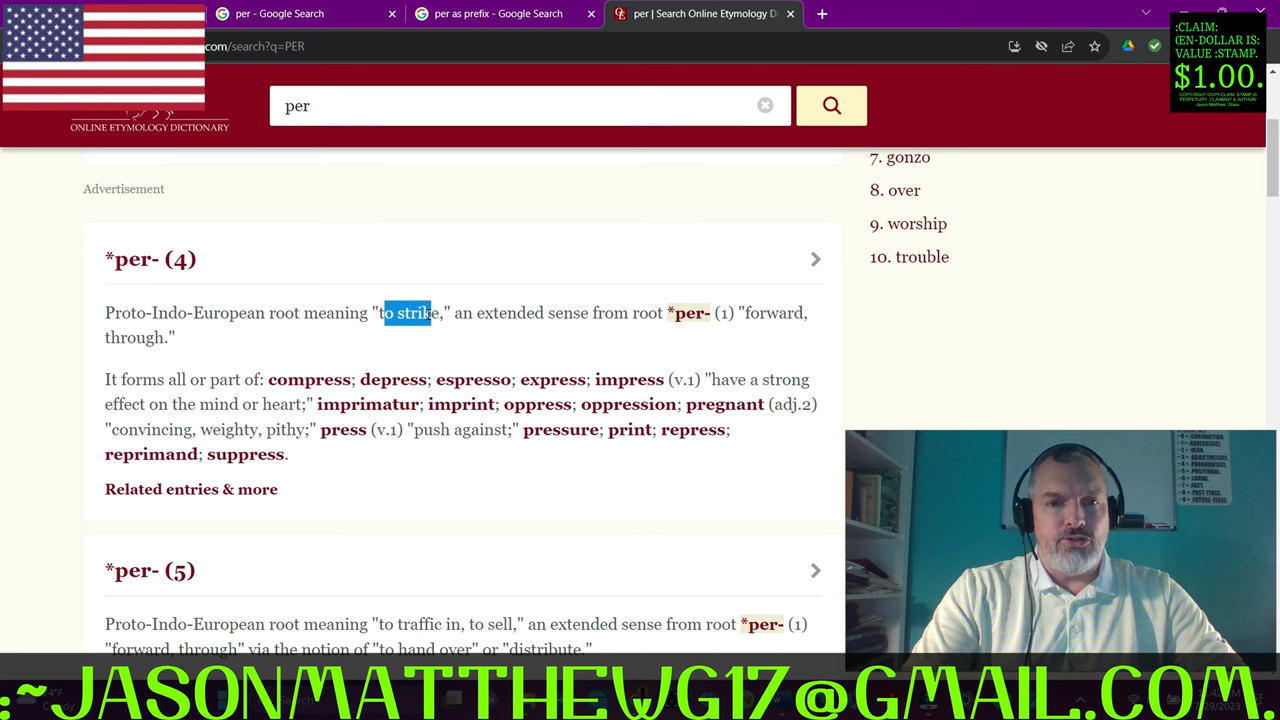 per - Google Search
per as prefix - Google Search
per | Search Online Etymology Di
com/search?q=PER
:CLAIM:
ŒN-DOLLAR IS:
VALUE :STAMP.
$1.00.
per
ONLINE ETYMOLOGY DICTIONARY
7. gonzo
8. over
9. worship
10. trouble
Advertisement
*per- (4)
Proto-Indo-European root meaning "to strike," an extended sense from root *per- (1) "forward,
through."
It forms all or part of: compress; depress; espresso; express; impress (v.1) "have a strong
effect on the mind or heart;" imprimatur; imprint; oppress; oppression; pregnant (adj.2)
"convincing, weighty, pithy;" press (v.1) "push against;" pressure; print; repress;
reprimand; suppress.
Related entries & more
*per- (5)
Proto-Indo-European root meaning "to traffic in, to sell," an extended sense from root *per- (1)
"forward, through" via the notion of "to hand over" or "distribute."
:~ JASONMATTHEWG17@GMAIL.COM.